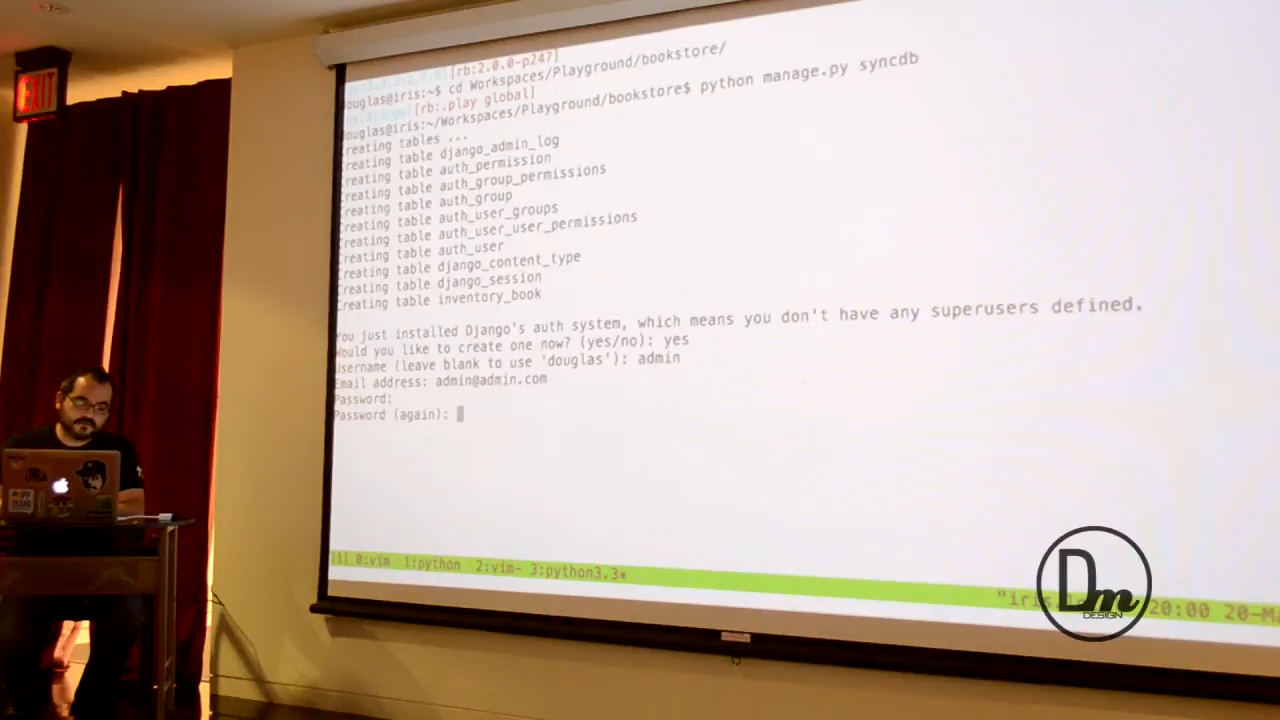 EXIT
[rb:2.0.0-p247]
douglas@iris:~$ cd Workspaces/Playground/bookstore/
[rb:.play global]
douglas@iris:~/Workspaces/Playground/bookstore$ python manage.py syncdb
Creating tables ...
Creating table django_admin_log
Creating table auth_permission
Creating table auth_group_permissions
Creating table auth_group
Creating table auth_user_groups
Creating table auth_user_user_permissions
Creating table auth_user
Creating table django_content_type
Creating table django_session
Creating table inventory_book
You just installed Django's auth system, which means you don't have any superusers defined.
Would you like to create one now? (yes/no): yes
Username (leave blank to use 'douglas'): admin
Email address: admin@admin.com
Password:
Password (again):
0:vim 1:python 2:vim- 3:python3.3*
"iris 20:00 20-Ma
Dm
DESIGN